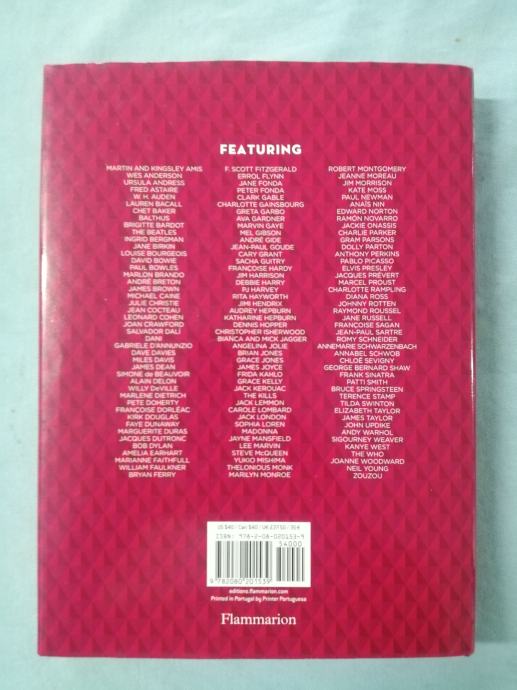 FEATURING
MARTIN AND KINGSLEY AMIS
WES ANDERSON
URSULA ANDRESS
FRED ASTAIRE
W. H. AUDEN
LAUREN BACALL
CHET BAKER
BALTHUS
BRIGITTE BARDOT
THE BEATLES
INGRID BERGMAN
JANE BIRKIN
LOUISE BOURGEOIS
DAVID BOWIE
PAUL BOWLES
MARLON BRANDO
ANDRÉ BRETON
JAMES BROWN
MICHAEL CAINE
JULIE CHRISTIE
JEAN COCTEAU
LEONARD COHEN
JOAN CRAWFORD
SALVADOR DALÍ
DANI
GABRIELE D'ANNUNZIO
DAVE DAVIES
MILES DAVIS
JAMES DEAN
SIMONE de BEAUVOIR
ALAIN DELON
WILLY DeVILLE
MARLENE DIETRICH
PETE DOHERTY
FRANÇOISE DORLÉAC
KIRK DOUGLAS
FAYE DUNAWAY
MARGUERITE DURAS
JACQUES DUTRONC
BOB DYLAN
AMELIA EARHART
MARIANNE FAITHFULL
WILLIAM FAULKNER
BRYAN FERRY
F. SCOTT FITZGERALD
ERROL FLYNN
JANE FONDA
PETER FONDA
CLARK GABLE
CHARLOTTE GAINSBOURG
GRETA GARBO
AVA GARDNER
MARVIN GAYE
MEL GIBSON
ANDRÉ GIDE
JEAN-PAUL GOUDE
CARY GRANT
SACHA GUITRY
FRANÇOISE HARDY
JIM HARRISON
DEBBIE HARRY
PJ HARVEY
RITA HAYWORTH
JIMI HENDRIX
AUDREY HEPBURN
KATHARINE HEPBURN
DENNIS HOPPER
CHRISTOPHER ISHERWOOD
BIANCA AND MICK JAGGER
ANGELINA JOLIE
BRIAN JONES
GRACE JONES
JAMES JOYCE
FRIDA KAHLO
GRACE KELLY
JACK KEROUAC
THE KILLS
JACK LEMMON
CAROLE LOMBARD
JACK LONDON
SOPHIA LOREN
MADONNA
JAYNE MANSFIELD
LEE MARVIN
STEVE McQUEEN
YUKIO MISHIMA
THELONIOUS MONK
MARILYN MONROE
ROBERT MONTGOMERY
JEANNE MOREAU
JIM MORRISON
KATE MOSS
PAUL NEWMAN
ANAÏS NIN
EDWARD NORTON
RAMÓN NOVARRO
JACKIE ONASSIS
CHARLIE PARKER
GRAM PARSONS
DOLLY PARTON
ANTHONY PERKINS
PABLO PICASSO
ELVIS PRESLEY
JACQUES PRÉVERT
MARCEL PROUST
CHARLOTTE RAMPLING
DIANA ROSS
JOHNNY ROTTEN
RAYMOND ROUSSEL
JANE RUSSELL
FRANCOISE SAGAN
JEAN-PAUL SARTRE
ROMY SCHNEIDER
ANNEMARIE SCHWARZENBACH
ANNABEL SCHWOB
CHLOË SEVIGNY
GEORGE BERNARD SHAW
FRANK SINATRA
PATTI SMITH
BRUCE SPRINGSTEEN
TERENCE STAMP
TILDA SWINTON
ELIZABETH TAYLOR
JAMES TAYLOR
JOHN UPDIKE
ANDY WARHOL
SIGOURNEY WEAVER
KANYE WEST
THE WHO
JOANNE WOODWARD
NEIL YOUNG
ZOUZOU
ISBN: 978-2-08-020153-9
54000
9 782080 201539
editions.flammarion.com
Printed in Portugal by Printer Portuguesa
Flammarion